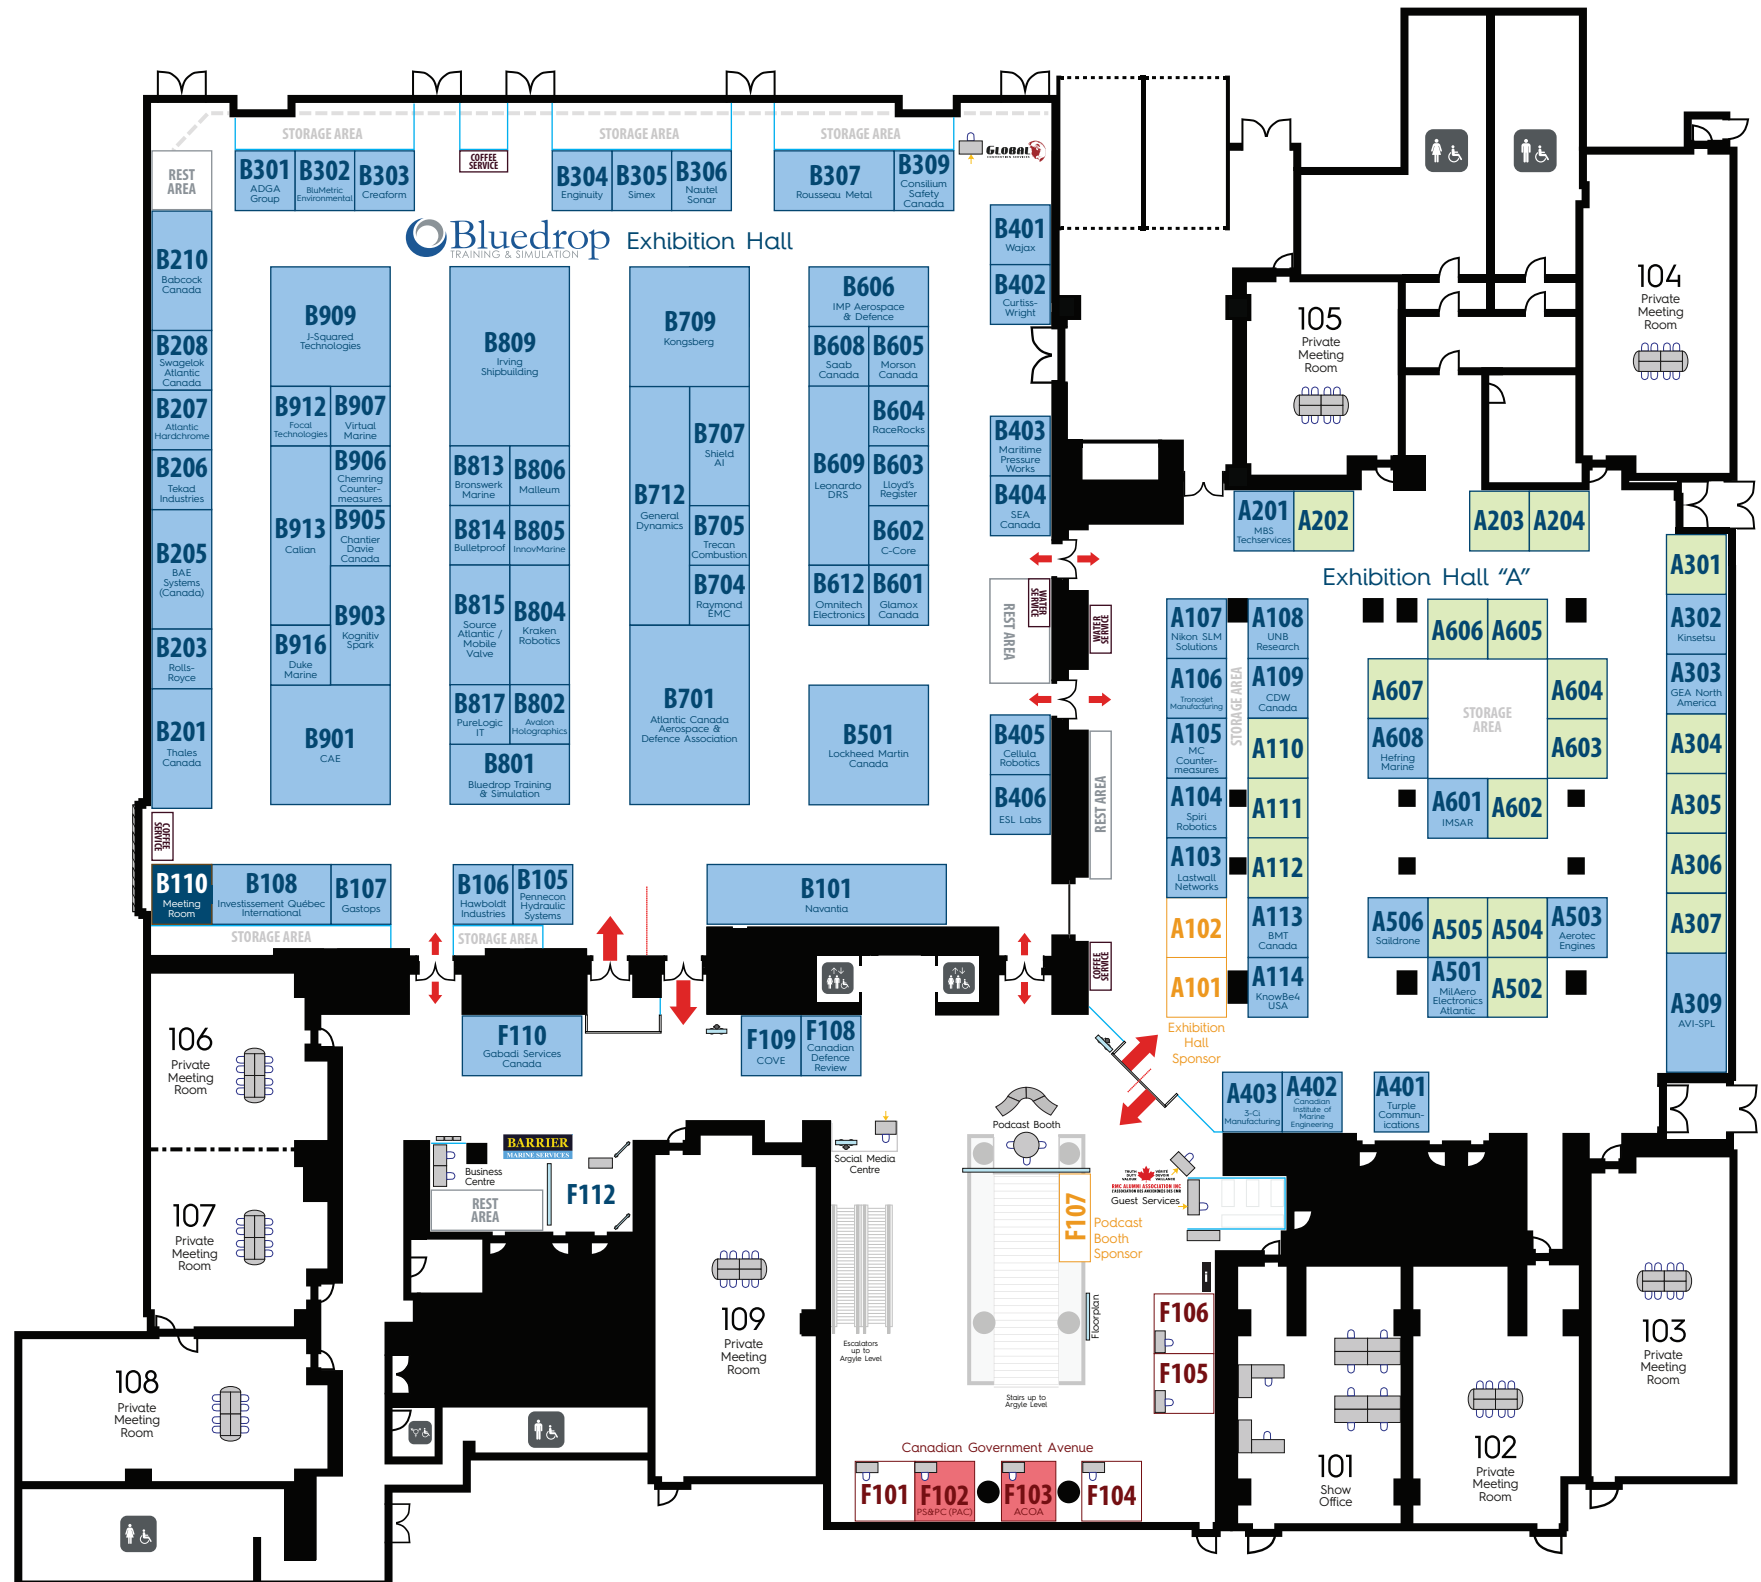 STORAGE AREA
STORAGE AREA
STORAGE AREA
COFFEE
SERVICE
GLOBAL
REST
AREA
B301
ADGA
Group
B302
BluMetric
Environmental
B303
Creaform
B304
Enginuity
B305
Simex
B306
Nautel
Sonar
B307
Rousseau Metal
B309
Consilium
Safety
Canada
Bluedrop
TRAINING & SIMULATION
Exhibition Hall
B401
Wajax
B402
Curtiss-
Wright
B403
Maritime
Pressure
Works
B404
SEA
Canada
B210
Babcock
Canada
B208
Swagelok
Atlantic
Canada
B207
Atlantic
Hardchrome
B206
Tekad
Industries
B205
BAE
Systems
(Canada)
B203
Rolls-
Royce
B201
Thales
Canada
B909
J-Squared
Technologies
B912
Focal
Technologies
B907
Virtual
Marine
B906
Chemring
Counter-
measures
B913
Calian
B905
Chantier
Davie
Canada
B903
Kognitiv
Spark
B916
Duke
Marine
B901
CAE
B809
Irving
Shipbuilding
B813
Bronswerk
Marine
B806
Malleum
B814
Bulletproof
B805
InnovMarine
B815
Source
Atlantic /
Mobile
Valve
B804
Kraken
Robotics
B817
PureLogic
IT
B802
Avalon
Holographics
B801
Bluedrop Training
& Simulation
B709
Kongsberg
B707
Shield
AI
B712
General
Dynamics
B705
Trecan
Combustion
B704
Raymond
EMC
B701
Atlantic Canada
Aerospace &
Defence Association
B606
IMP Aerospace
& Defence
B608
Saab
Canada
B605
Morson
Canada
B604
RaceRocks
B609
Leonardo
DRS
B603
Lloyd's
Register
B602
C-Core
B612
Omnitech
Electronics
B601
Glamox
Canada
B501
Lockheed Martin
Canada
REST AREA
WATER
SERVICE
WATER
SERVICE
B405
Cellula
Robotics
B406
ESL Labs
REST AREA
COFFEE
SERVICE
COFFEE
SERVICE
B110
Meeting
Room
B108
Investissement Québec
International
B107
Gastops
B106
Hawboldt
Industries
B105
Pennecon
Hydraulic
Systems
B101
Navantia
STORAGE AREA
STORAGE AREA
104
Private
Meeting
Room
105
Private
Meeting
Room
A201
MBS
Techservices
A202
A203
A204
Exhibition Hall “A”
A301
A302
Kinsetsu
A303
GEA North
America
A304
A305
A306
A307
A309
AVI-SPL
A107
Nikon SLM
Solutions
A108
UNB
Research
A106
Tronosjet
Manufacturing
STORAGE AREA
A109
CDW
Canada
A105
MC
Counter-
measures
A110
A104
Spiri
Robotics
A111
A103
Lastwall
Networks
A112
A102
A113
BMT
Canada
A101
A114
KnowBe4
USA
Exhibition
Hall
Sponsor
A606
A605
A607
A604
STORAGE
AREA
A608
Hefring
Marine
A603
A601
IMSAR
A602
A506
Saildrone
A505
A504
A503
Aerotec
Engines
A501
MilAero
Electronics
Atlantic
A502
A403
3-Ci
Manufacturing
A402
Canadian
Institute of
Marine
Engineering
A401
Turple
Commun-
ications
F110
Gabadi Services
Canada
F109
COVE
F108
Canadian
Defence
Review
106
Private
Meeting
Room
107
Private
Meeting
Room
108
Private
Meeting
Room
Business
Centre
BARRIER
MARINE SERVICES
REST
AREA
F112
109
Private
Meeting
Room
Social Media
Centre
Podcast Booth
TRUTH
DUTY
VALOUR
VÉRITÉ
DEVOIR
VAILLANCE
RMC ALUMNI ASSOCIATION INC
L'ASSOCIATION DES ANCIEN(NE)S DES CMR
Guest Services
F107
Podcast
Booth
Sponsor
Escalators
up to
Argyle Level
Floorplan
Stairs up to
Argyle Level
F106
F105
Canadian Government Avenue
F101
F102
PS&PC (PAC)
F103
ACOA
F104
101
Show
Office
102
Private
Meeting
Room
103
Private
Meeting
Room